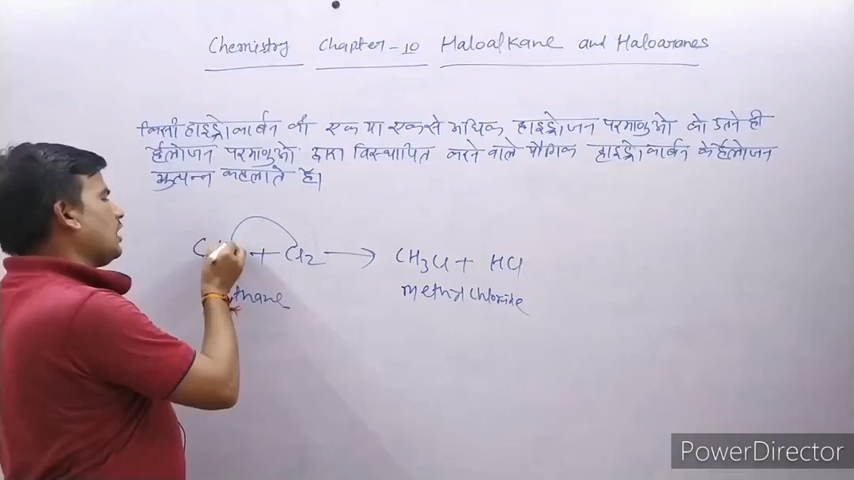 Chemistry Chapter-10 Haloalkane and Haloarenes
किसी हाइड्रोकार्बन की एक या एक से अधिक हाइड्रोजन परमाणुओं को उतने ही
हैलोजन परमाणुओं द्वारा विस्थापित करने वाले यौगिक हाइड्रोकार्बन के हैलोजन
व्युत्पन्न कहलाते हैं।
C + Cl2 → CH3Cl + HCl
thane methyl chloride
PowerDirector